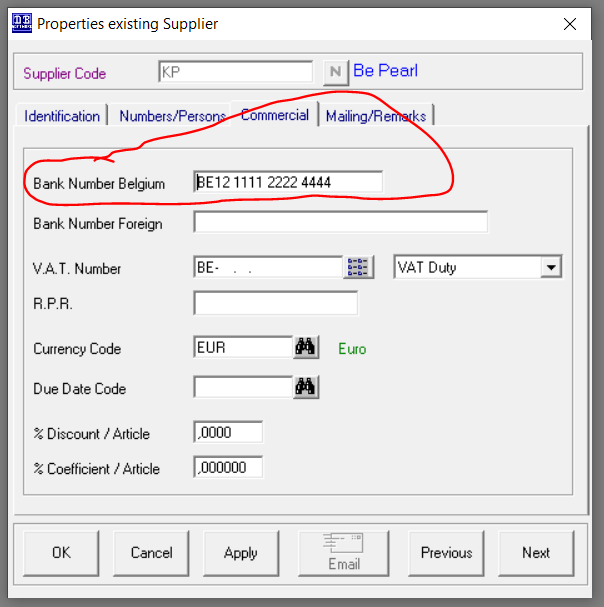 DB
SOFTWARE
Properties existing Supplier
Supplier Code KP N Be Pearl
Identification Numbers/Persons Commercial Mailing/Remarks
Bank Number Belgium BE12 1111 2222 4444
Bank Number Foreign
V.A.T. Number BE- . . VAT Duty
R.P.R.
Currency Code EUR Euro
Due Date Code
% Discount / Article ,0000
% Coefficient / Article ,000000
OK Cancel Apply Email Previous Next